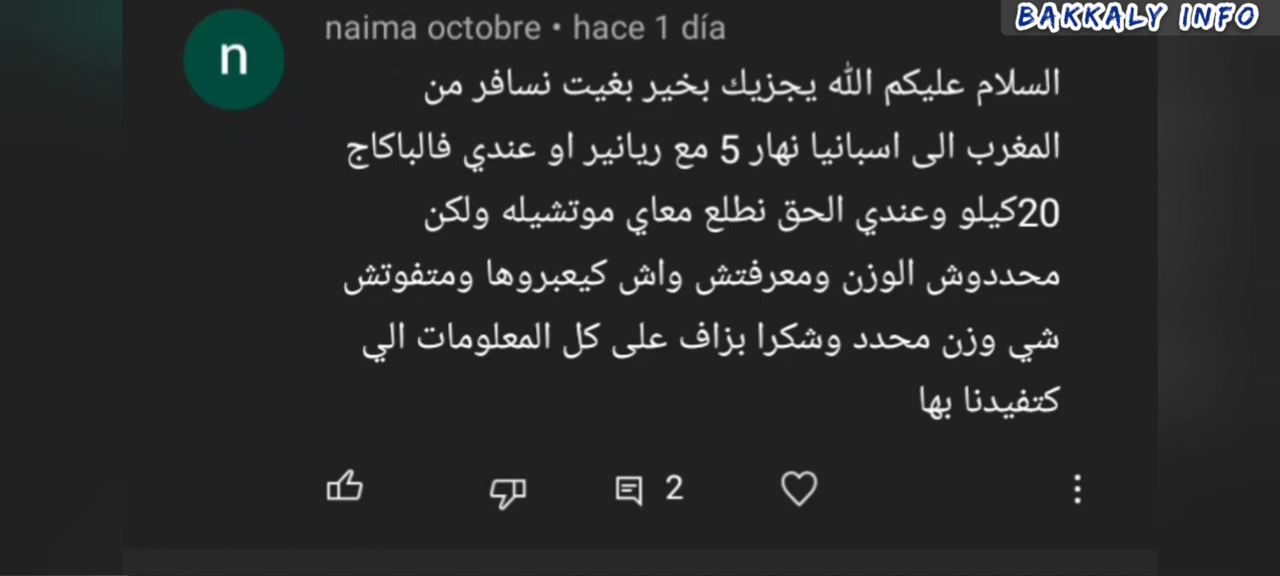 BAKKALY INFO
naima octobre • hace 1 día
n
السلام عليكم الله يجزيك بخير بغيت نسافر من
المغرب الى اسبانيا نهار 5 مع ريانير او عندي فالباكاج
20كيلو وعندي الحق نطلع معاي موتشيله ولكن
محددوش الوزن ومعرفتش واش كيعبروها ومتفوتش
شي وزن محدد وشكرا بزاف على كل المعلومات الي
كتفيدنا بها
2